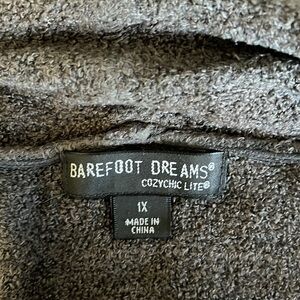 BAREFOOT DREAMS®
COZYCHIC LITE®
1X
MADE IN
CHINA